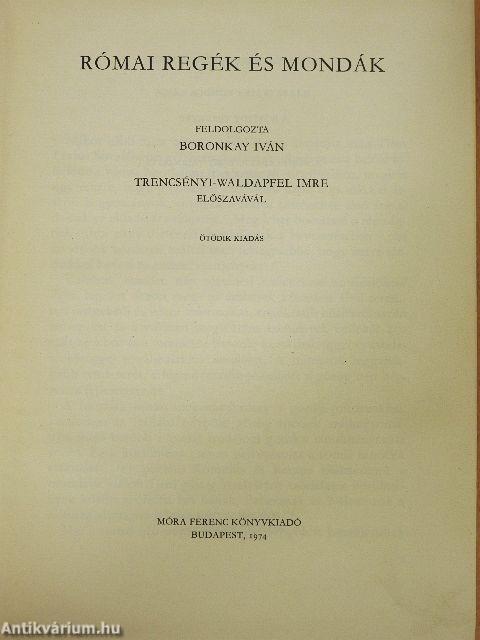 RÓMAI REGÉK ÉS MONDÁK
FELDOLGOZTA
BORONKAY IVÁN
TRENCSÉNYI-WALDAPFEL IMRE
ELŐSZAVÁVAL
ÖTÖDIK KIADÁS
MÓRA FERENC KÖNYVKIADÓ
BUDAPEST, 1974
Antikvárium.hu